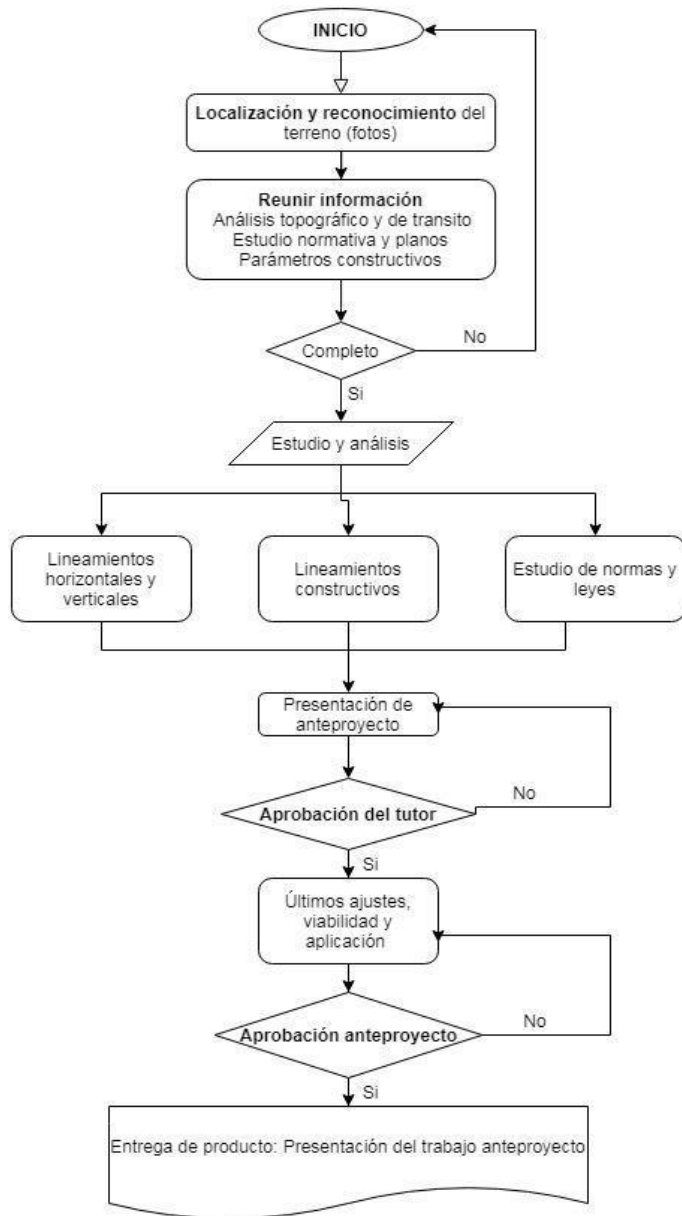 INICIO
Localización y reconocimiento del
terreno (fotos)
Reunir información
Análisis topográfico y de transito
Estudio normativa y planos
Parámetros constructivos
Completo
No
Si
Estudio y análisis
Lineamientos
horizontales y
verticales
Lineamientos
constructivos
Estudio de normas y
leyes
Presentación de
anteproyecto
Aprobación del tutor
No
Si
Últimos ajustes,
viabilidad y
aplicación
Aprobación anteproyecto
No
Si
Entrega de producto: Presentación del trabajo anteproyecto